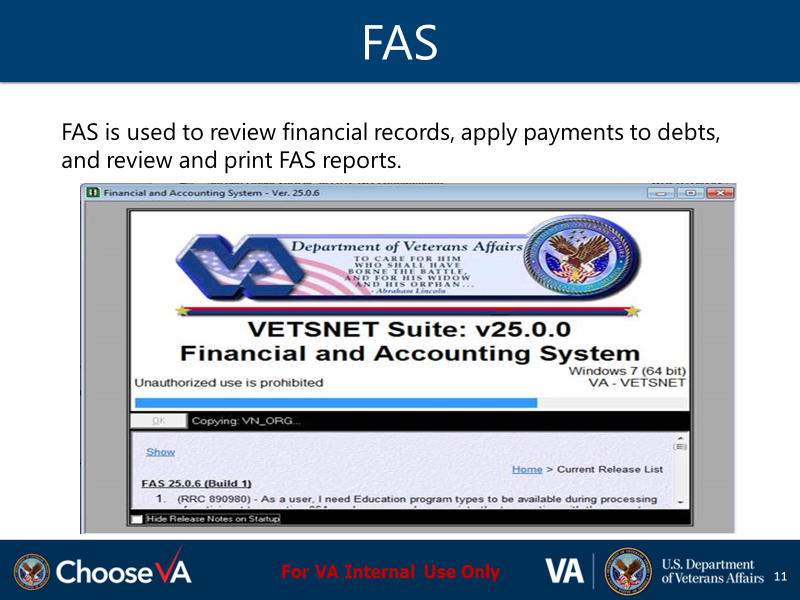 FAS
FAS is used to review financial records, apply payments to debts,
and review and print FAS reports.
Financial and Accounting System - Ver. 25.0.6
Department of Veterans Affairs
TO CARE FOR HIM
WHO SHALL HAVE
BORNE THE BATTLE,
AND FOR HIS WIDOW
AND HIS ORPHAN...
- Abraham Lincoln
VETSNET Suite: v25.0.0
Financial and Accounting System
Windows 7 (64 bit)
Unauthorized use is prohibited
VA - VETSNET
OK
Copying: VN_ORG...
Show
Home > Current Release List
FAS 25.0.6 (Build 1)
1. (RRC 890980) - As a user, I need Education program types to be available during processing
Hide Release Notes on Startup
Choose VA
For VA Internal Use Only
VA
U.S. Department
of Veterans Affairs
11